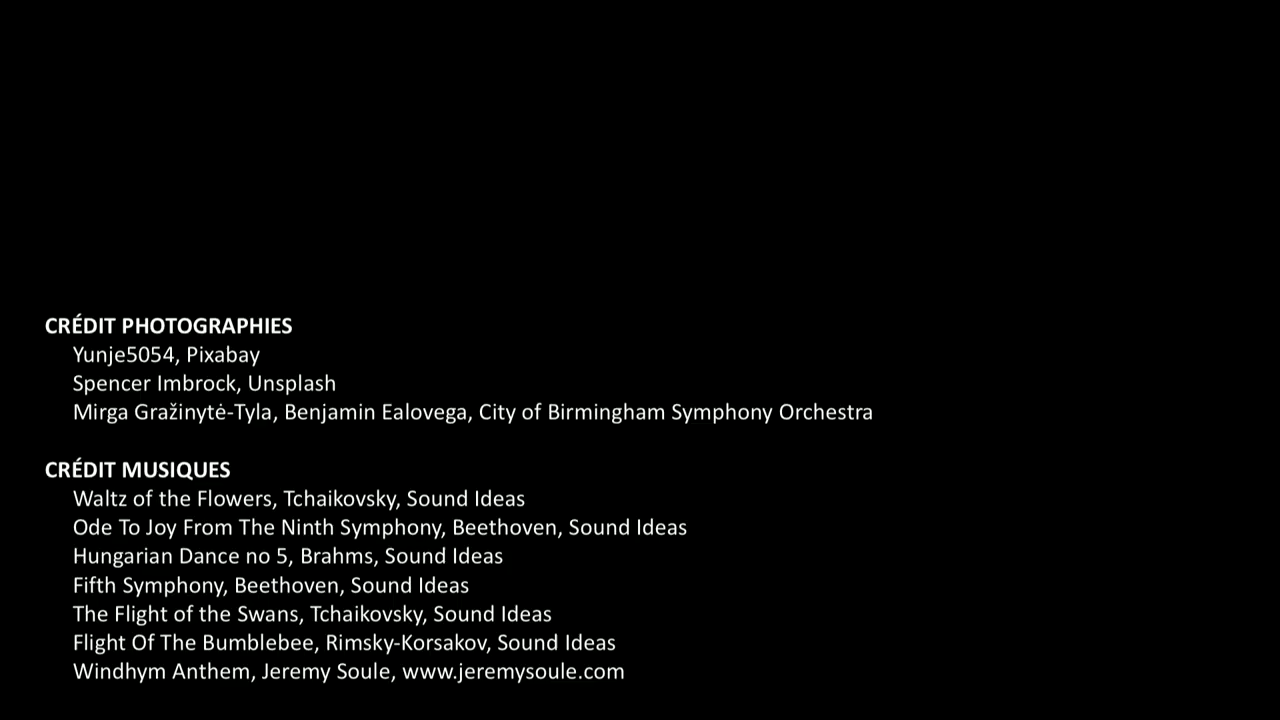 CRÉDIT PHOTOGRAPHIES
Yunje5054, Pixabay
Spencer Imbrock, Unsplash
Mirga Gražinytė-Tyla, Benjamin Ealovega, City of Birmingham Symphony Orchestra
CRÉDIT MUSIQUES
Waltz of the Flowers, Tchaikovsky, Sound Ideas
Ode To Joy From The Ninth Symphony, Beethoven, Sound Ideas
Hungarian Dance no 5, Brahms, Sound Ideas
Fifth Symphony, Beethoven, Sound Ideas
The Flight of the Swans, Tchaikovsky, Sound Ideas
Flight Of The Bumblebee, Rimsky-Korsakov, Sound Ideas
Windhym Anthem, Jeremy Soule, www.jeremysoule.com